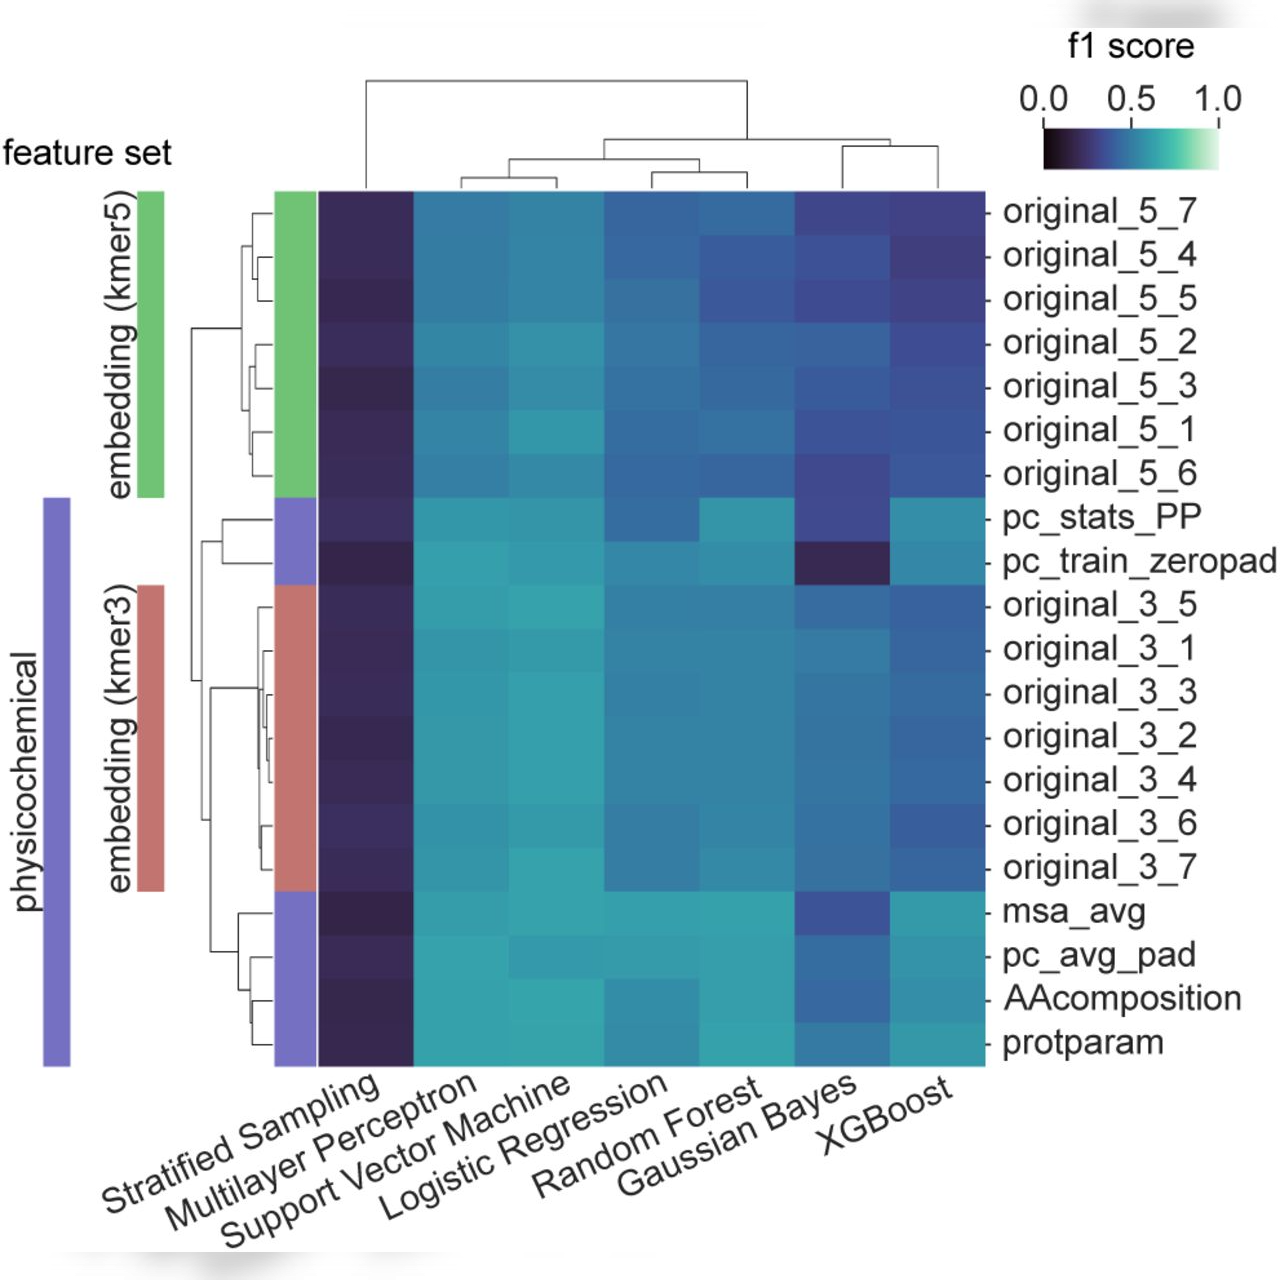 f1 score
0.0 0.5 1.0
feature set
embedding (kmer5)
physicochemical
embedding (kmer3)
original_5_7
original_5_4
original_5_5
original_5_2
original_5_3
original_5_1
original_5_6
pc_stats_PP
pc_train_zeropad
original_3_5
original_3_1
original_3_3
original_3_2
original_3_4
original_3_6
original_3_7
msa_avg
pc_avg_pad
AAcomposition
protparam
Stratified Sampling
Multilayer Perceptron
Support Vector Machine
Logistic Regression
Random Forest
Gaussian Bayes
XGBoost